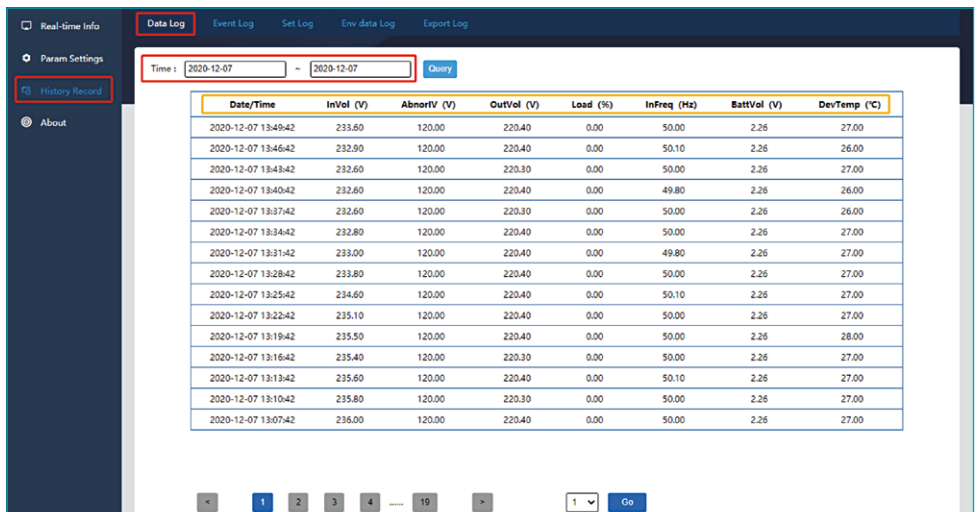 Real-time Info
Param Settings
History Record
About
Data Log Event Log Set Log Env data Log Export Log
Time : 2020-12-07 ~ 2020-12-07 Query
Date/Time InVol (V) AbnorIV (V) OutVol (V) Load (%) InFreq (Hz) BattVol (V) DevTemp (℃)
2020-12-07 13:49:42 233.60 120.00 220.40 0.00 50.00 2.26 27.00
2020-12-07 13:46:42 232.90 120.00 220.40 0.00 50.10 2.26 26.00
2020-12-07 13:43:42 232.60 120.00 220.30 0.00 50.00 2.26 27.00
2020-12-07 13:40:42 232.60 120.00 220.40 0.00 49.80 2.26 26.00
2020-12-07 13:37:42 232.60 120.00 220.30 0.00 50.00 2.26 26.00
2020-12-07 13:34:42 232.80 120.00 220.40 0.00 50.00 2.26 27.00
2020-12-07 13:31:42 233.00 120.00 220.40 0.00 49.80 2.26 27.00
2020-12-07 13:28:42 233.80 120.00 220.40 0.00 50.00 2.26 27.00
2020-12-07 13:25:42 234.60 120.00 220.40 0.00 50.10 2.26 27.00
2020-12-07 13:22:42 235.10 120.00 220.40 0.00 50.00 2.26 27.00
2020-12-07 13:19:42 235.50 120.00 220.40 0.00 50.00 2.26 28.00
2020-12-07 13:16:42 235.40 120.00 220.30 0.00 50.00 2.26 27.00
2020-12-07 13:13:42 235.60 120.00 220.40 0.00 50.10 2.26 27.00
2020-12-07 13:10:42 235.80 120.00 220.30 0.00 50.00 2.26 27.00
2020-12-07 13:07:42 236.00 120.00 220.40 0.00 50.00 2.26 27.00
< 1 2 3 4 ...... 19 > 1 Go